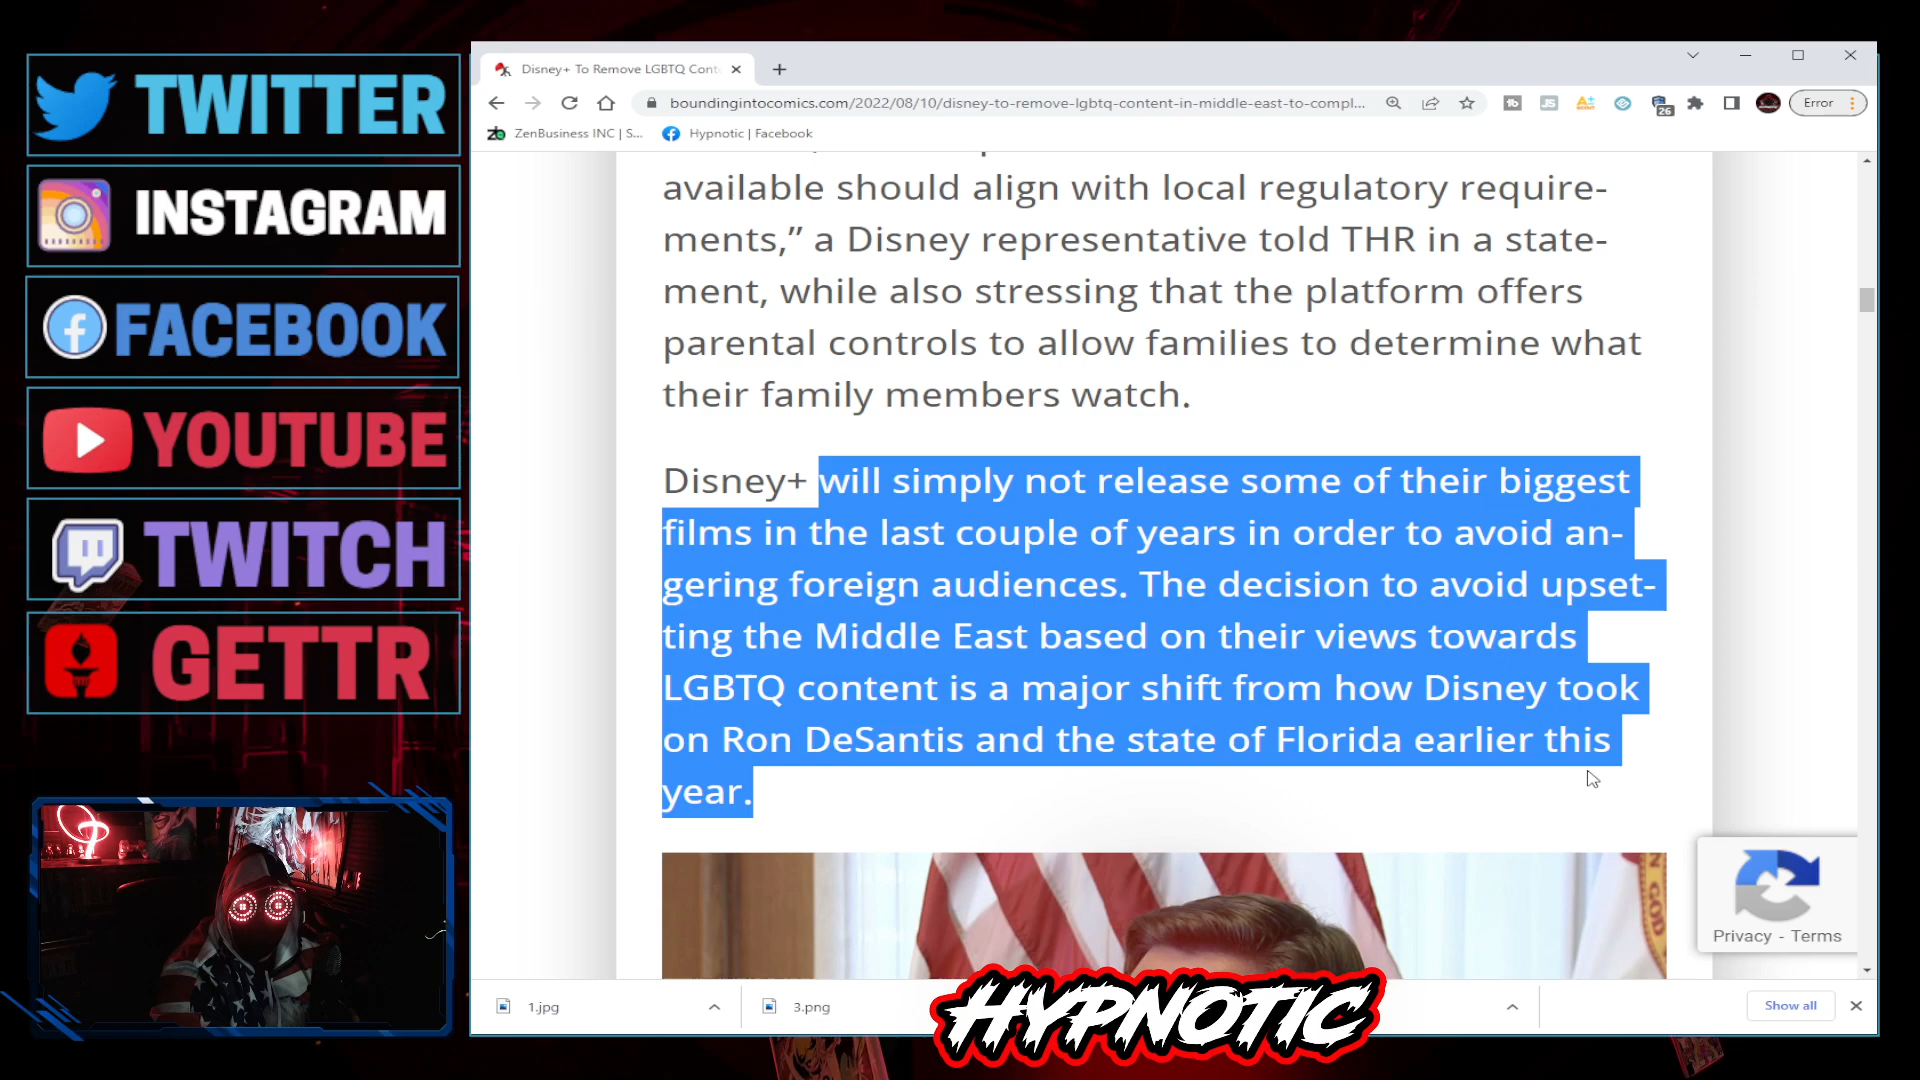 TWITTER
INSTAGRAM
FACEBOOK
YOUTUBE
TWITCH
GETTR
Disney+ To Remove LGBTQ Cont
boundingintocomics.com/2022/08/10/disney-to-remove-lgbtq-content-in-middle-east-to-compl...
26
Error
ZenBusiness INC | S...
Hypnotic | Facebook
available should align with local regulatory require-
ments,” a Disney representative told THR in a state-
ment, while also stressing that the platform offers
parental controls to allow families to determine what
their family members watch.
Disney+ will simply not release some of their biggest
films in the last couple of years in order to avoid an-
gering foreign audiences. The decision to avoid upset-
ting the Middle East based on their views towards
LGBTQ content is a major shift from how Disney took
on Ron DeSantis and the state of Florida earlier this
year.
Privacy - Terms
1.jpg
3.png
Show all
HYPNOTIC